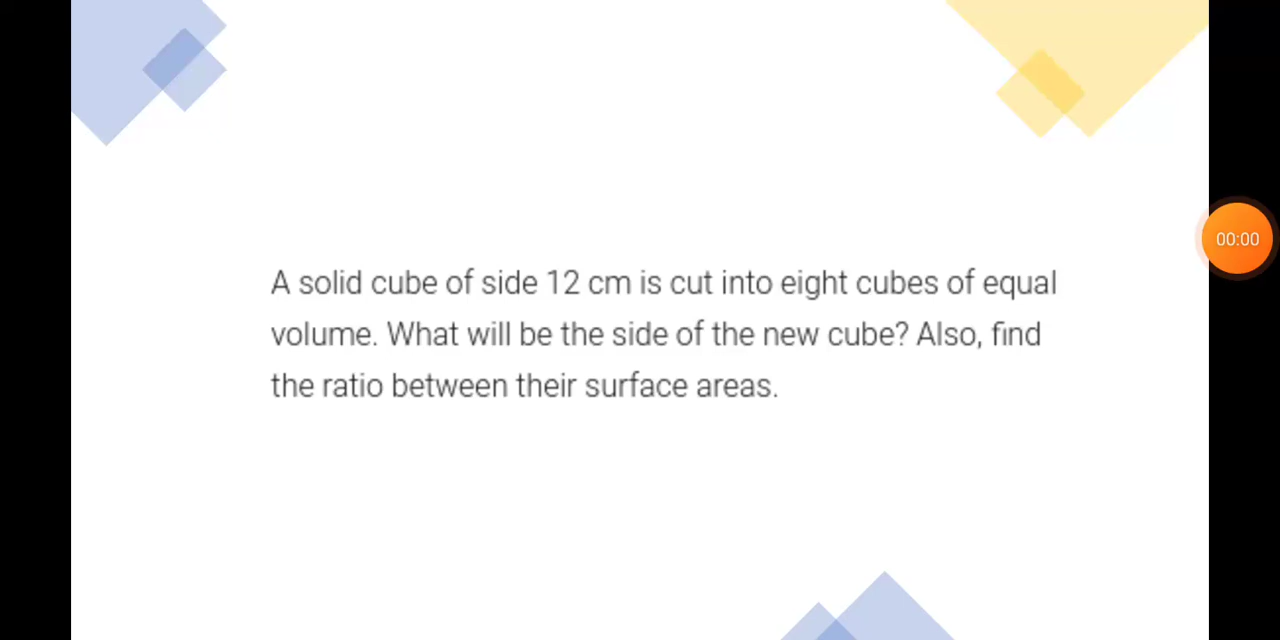 A solid cube of side 12 cm is cut into eight cubes of equal
volume. What will be the side of the new cube? Also, find
the ratio between their surface areas.
00:00